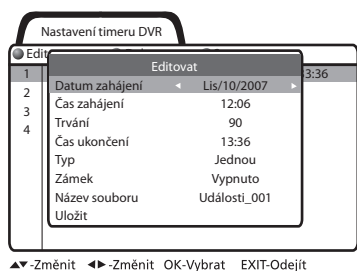 Nastavení timeru DVR
Edit
Editovat
1 3:36
Datum zahájení Lis/10/2007
2
Čas zahájení 12:06
3
Trvání 90
4
Čas ukončení 13:36
Typ Jednou
Zámek Vypnuto
Název souboru Události_001
Uložit
▲▼-Změnit ◄►-Změnit OK-Vybrat EXIT-Odejít